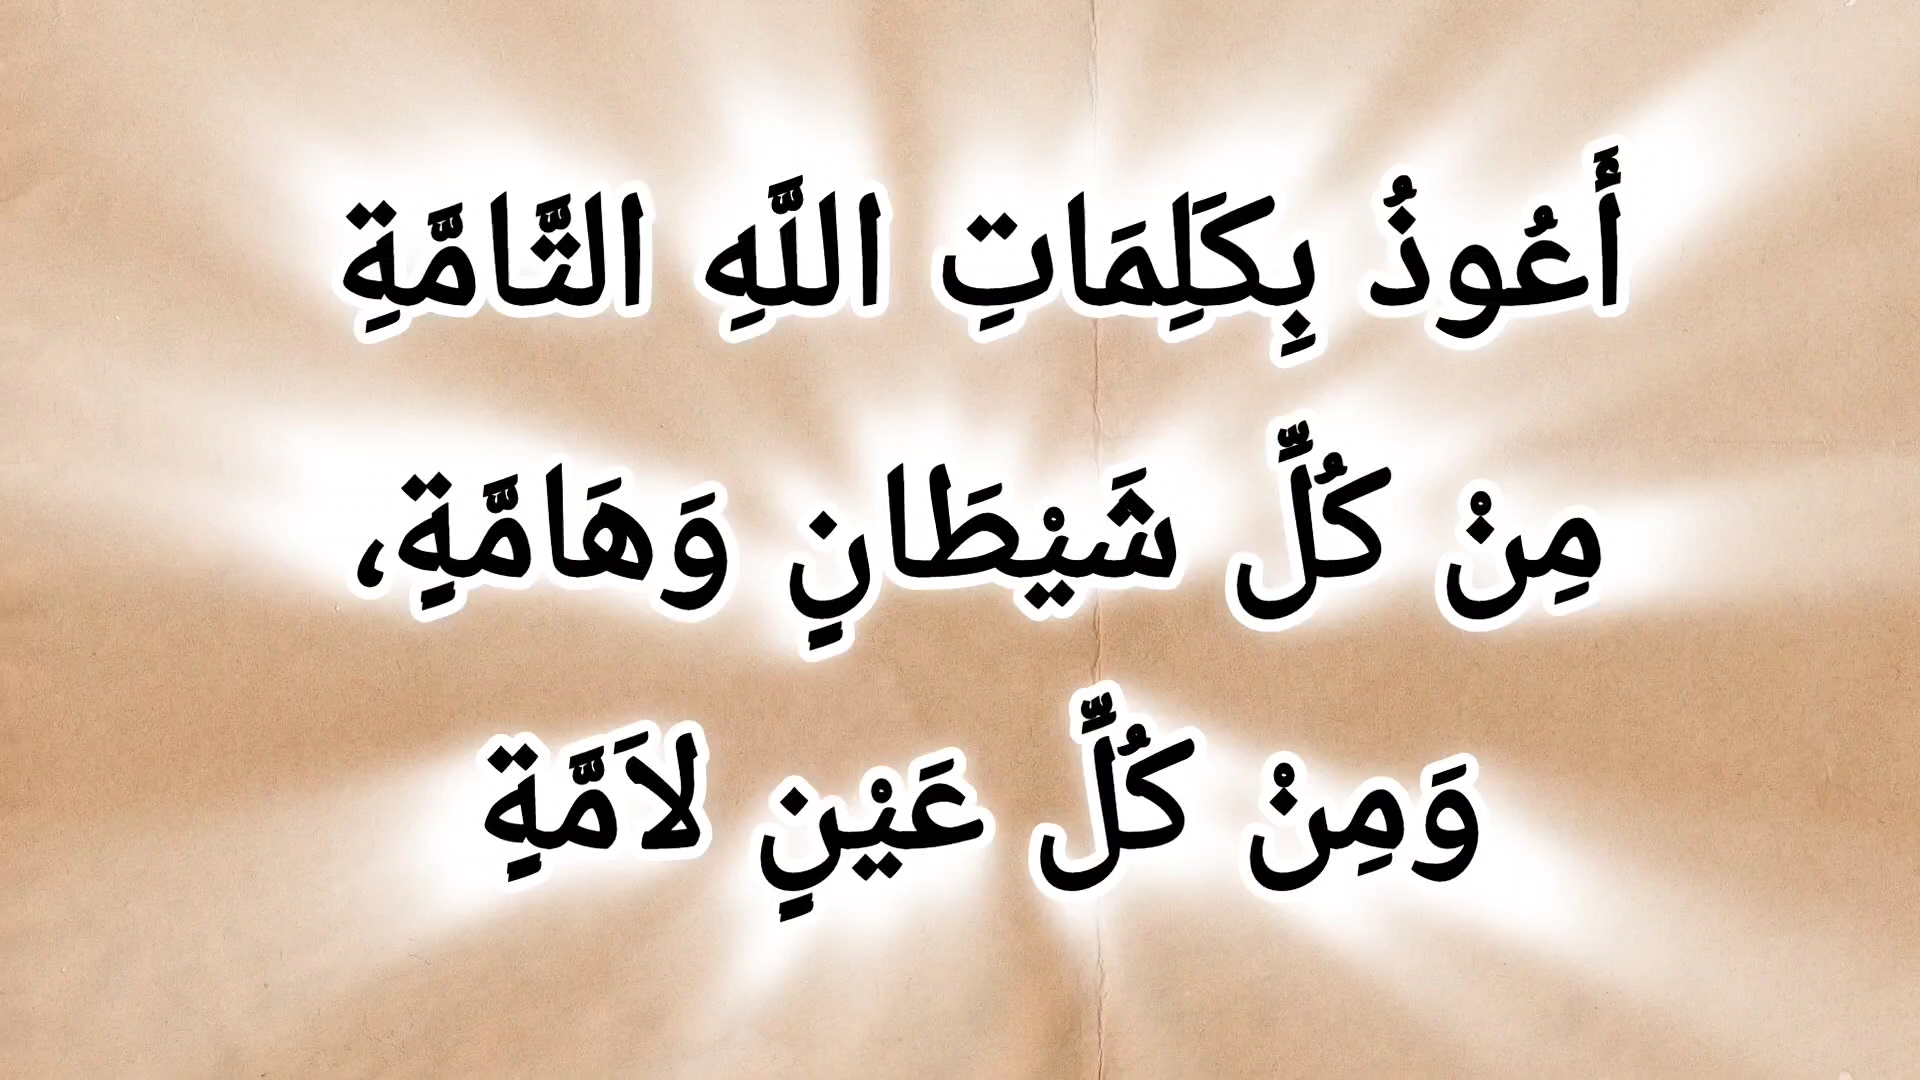 أَعُوذُ بِكَلِمَاتِ اللَّهِ التَّامَّةِ
مِنْ كُلِّ شَيْطَانٍ وَهَامَّةٍ،
وَمِنْ كُلِّ عَيْنٍ لاَمَّةٍ